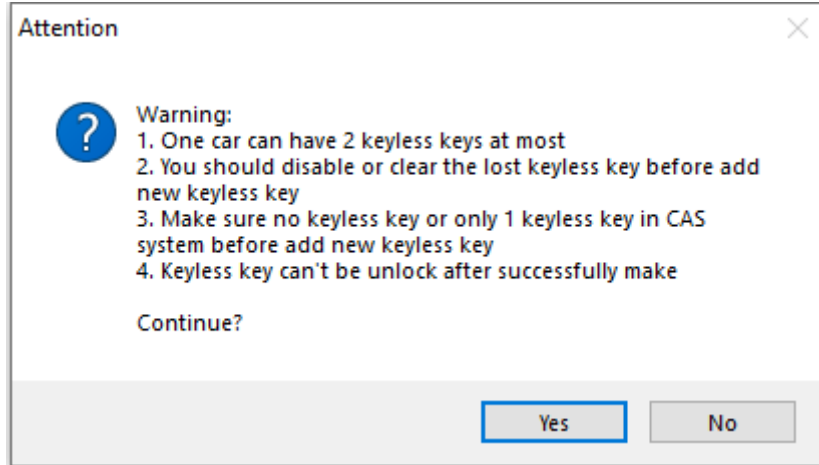 Attention
Warning:
1. One car can have 2 keyless keys at most
2. You should disable or clear the lost keyless key before add
new keyless key
3. Make sure no keyless key or only 1 keyless key in CAS
system before add new keyless key
4. Keyless key can't be unlock after successfully make
Continue?
Yes
No